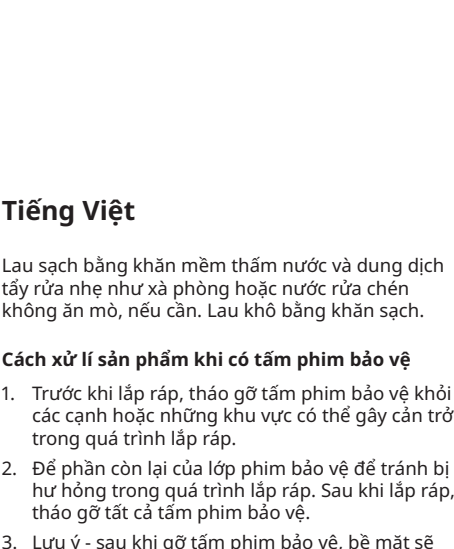 Tiếng Việt
Lau sạch bằng khăn mềm thấm nước và dung dịch
tẩy rửa nhẹ như xà phòng hoặc nước rửa chén
không ăn mò, nếu cần. Lau khô bằng khăn sạch.
Cách xử lí sản phẩm khi có tấm phim bảo vệ
1. Trước khi lắp ráp, tháo gỡ tấm phim bảo vệ khỏi
các cạnh hoặc những khu vực có thể gây cản trở
trong quá trình lắp ráp.
2. Để phần còn lại của lớp phim bảo vệ để tránh bị
hư hỏng trong quá trình lắp ráp. Sau khi lắp ráp,
tháo gỡ tất cả tấm phim bảo vệ.
3. Lưu ý - sau khi gỡ tấm phim bảo vệ, bề mặt sẽ